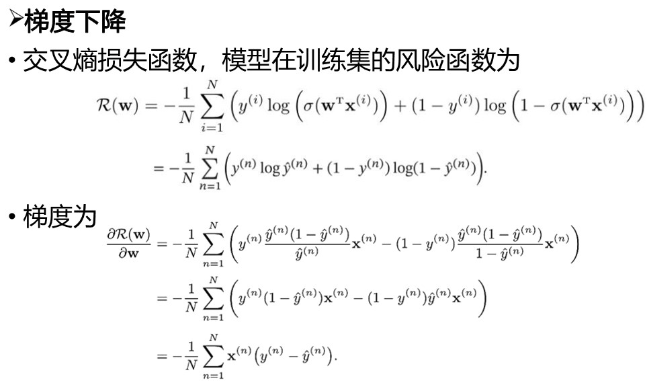 ➢梯度下降
• 交叉熵损失函数，模型在训练集的风险函数为
$\mathcal{R}(\mathbf{w}) = -\frac{1}{N}\sum_{i=1}^{N}\left(y^{(i)}\log\left(\sigma(\mathbf{w}^{\mathrm{T}}\mathbf{x}^{(i)})\right) + (1-y^{(i)})\log\left(1-\sigma(\mathbf{w}^{\mathrm{T}}\mathbf{x}^{(i)})\right)\right)$
$= -\frac{1}{N}\sum_{n=1}^{N}\left(y^{(n)}\log\hat{y}^{(n)} + (1-y^{(n)})\log(1-\hat{y}^{(n)})\right).$
• 梯度为
$\frac{\partial\mathcal{R}(\mathbf{w})}{\partial\mathbf{w}} = -\frac{1}{N}\sum_{n=1}^{N}\left(y^{(n)}\frac{\hat{y}^{(n)}(1-\hat{y}^{(n)})}{\hat{y}^{(n)}}\mathbf{x}^{(n)} - (1-y^{(n)})\frac{\hat{y}^{(n)}(1-\hat{y}^{(n)})}{1-\hat{y}^{(n)}}\mathbf{x}^{(n)}\right)$
$= -\frac{1}{N}\sum_{n=1}^{N}\left(y^{(n)}(1-\hat{y}^{(n)})\mathbf{x}^{(n)} - (1-y^{(n)})\hat{y}^{(n)}\mathbf{x}^{(n)}\right)$
$= -\frac{1}{N}\sum_{n=1}^{N}\mathbf{x}^{(n)}\left(y^{(n)}-\hat{y}^{(n)}\right).$